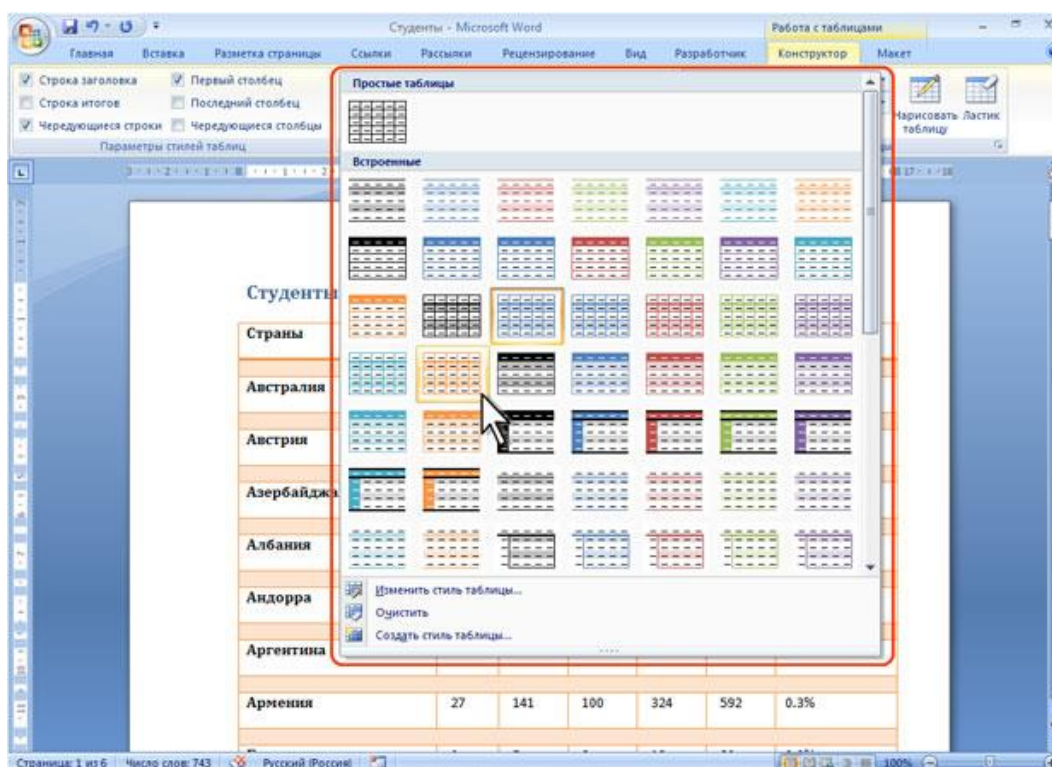 Студенты - Microsoft Word
Работа с таблицами
Главная Вставка Разметка страницы Ссылки Рассылки Рецензирование Вид Разработчик Конструктор Макет
Строка заголовка Первый столбец
Строка итогов Последний столбец
Чередующиеся строки Чередующиеся столбцы
Параметры стилей таблиц
Нарисовать таблицу
Ластик
Простые таблицы
Встроенные
Изменить стиль таблицы...
Очистить
Создать стиль таблицы...
Студенты
Страны
Австралия
Австрия
Азербайджа
Албания
Андорра
Аргентина
Армения 27 141 100 324 592 0.3%
Страница: 1 из 6 Число слов: 743 Русский (Россия) 100%